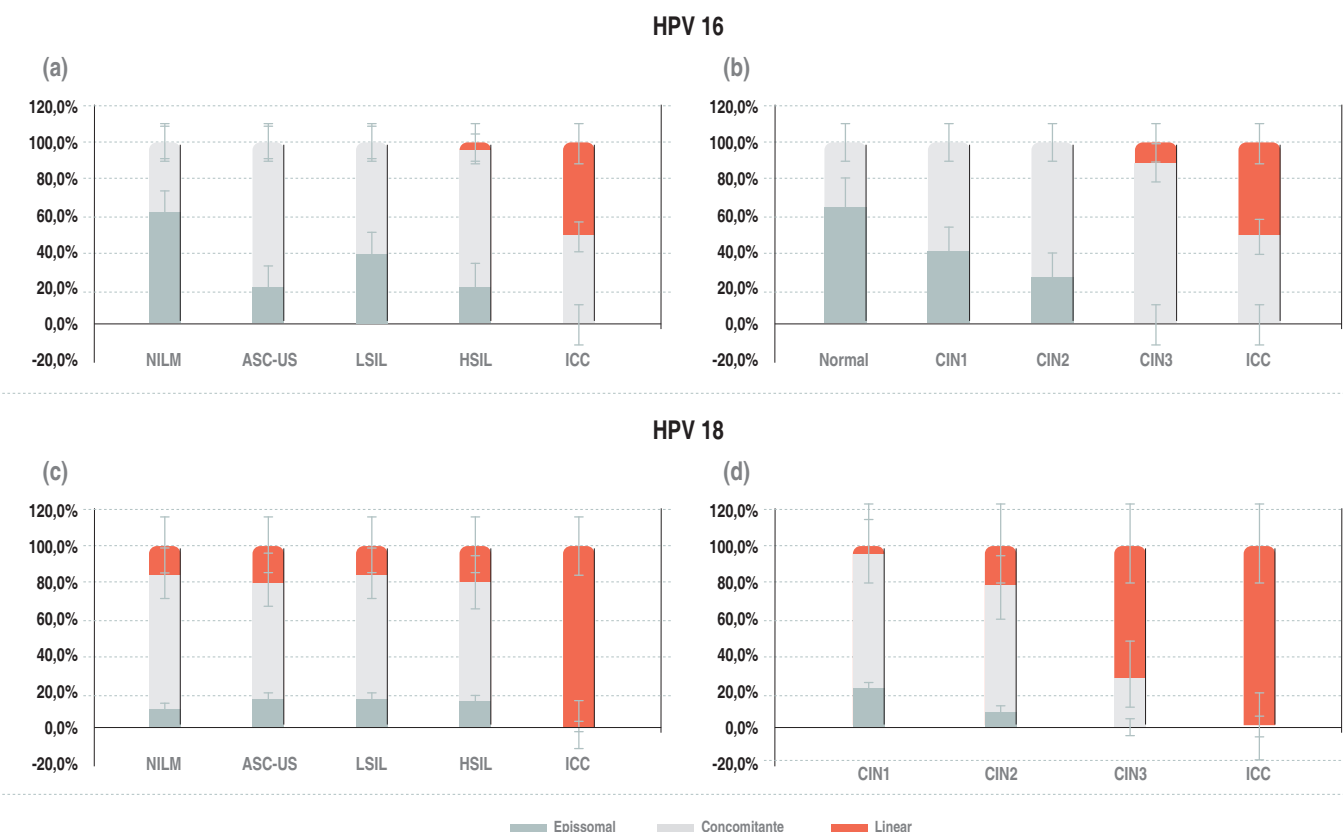 HPV 16
(a)
120,0%
100,0%
80,0%
60,0%
40,0%
20,0%
0,0%
-20,0%
NILM ASC-US LSIL HSIL ICC
(b)
120,0%
100,0%
80,0%
60,0%
40,0%
20,0%
0,0%
-20,0%
Normal CIN1 CIN2 CIN3 ICC
HPV 18
(c)
120,0%
100,0%
80,0%
60,0%
40,0%
20,0%
0,0%
-20,0%
NILM ASC-US LSIL HSIL ICC
(d)
120,0%
100,0%
80,0%
60,0%
40,0%
20,0%
0,0%
-20,0%
CIN1 CIN2 CIN3 ICC
Epissomal Concomitante Linear